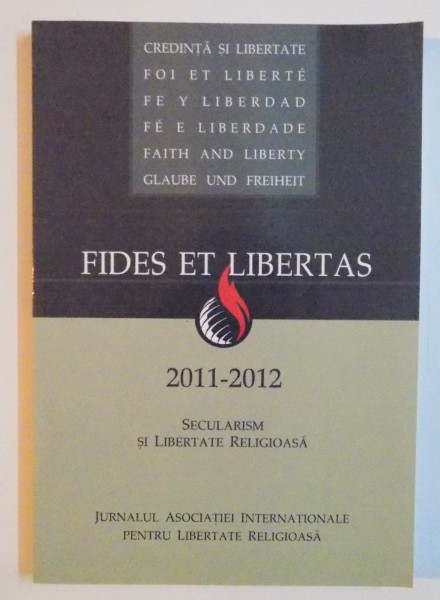 CREDINȚĂ ȘI LIBERTATE
FOI ET LIBERTÉ
FE Y LIBERDAD
FÉ E LIBERDADE
FAITH AND LIBERTY
GLAUBE UND FREIHEIT
FIDES ET LIBERTAS
2011-2012
SECULARISM
ȘI LIBERTATE RELIGIOASĂ
JURNALUL ASOCIAȚIEI INTERNAȚIONALE
PENTRU LIBERTATE RELIGIOASĂ